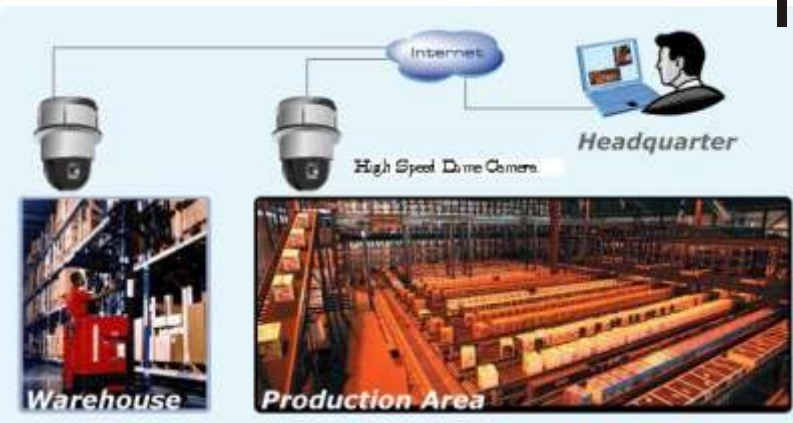 Internet
Headquarter
High Speed Dome Camera
Warehouse
Production Area